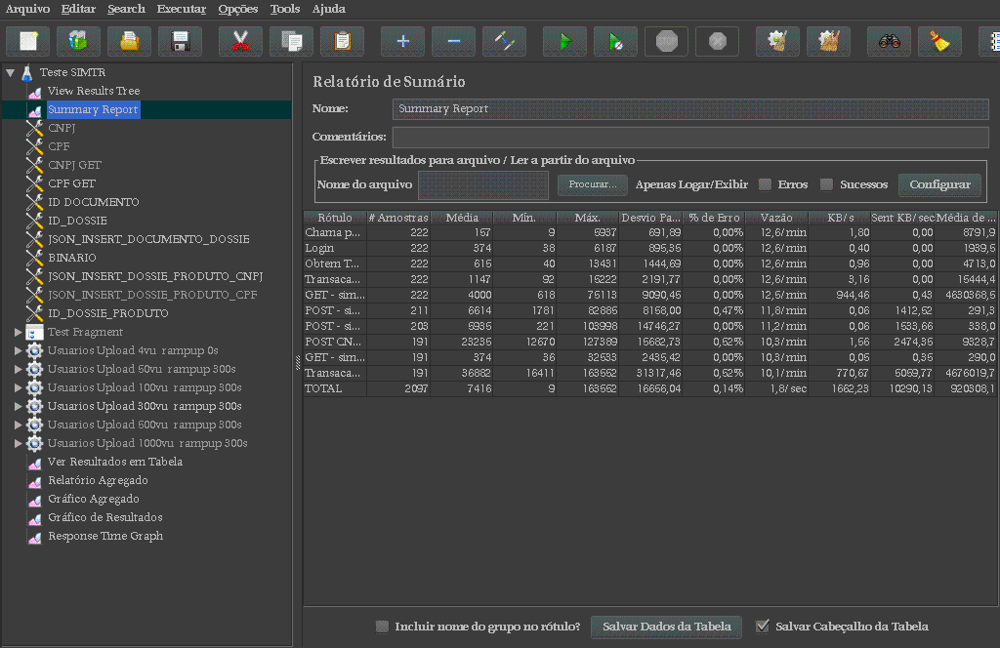 Arquivo Editar Search Executar Opções Tools Ajuda
Teste SIMTR
View Results Tree
Summary Report
CNPJ
CPF
CNPJ GET
CPF GET
ID DOCUMENTO
ID_DOSSIE
JSON_INSERT_DOCUMENTO_DOSSIE
BINARIO
JSON_INSERT_DOSSIE_PRODUTO_CNPJ
JSON_INSERT_DOSSIE_PRODUTO_CPF
ID_DOSSIE_PRODUTO
Test Fragment
Usuarios Upload 4vu rampup 0s
Usuarios Upload 50vu rampup 300s
Usuarios Upload 100vu rampup 300s
Usuarios Upload 300vu rampup 300s
Usuarios Upload 600vu rampup 300s
Usuarios Upload 1000vu rampup 300s
Ver Resultados em Tabela
Relatório Agregado
Gráfico Agregado
Gráfico de Resultados
Response Time Graph
Relatório de Sumário
Nome: Summary Report
Comentários:
Escrever resultados para arquivo / Ler a partir do arquivo
Nome do arquivo Procurar... Apenas Logar/Exibir Erros Sucessos Configurar
Rótulo # Amostras Média Mín. Máx. Desvio Pa... % de Erro Vazão KB/s Sent KB/sec Média de ...
Chama p... 222 157 9 5937 691,89 0,00% 12,6/min 1,80 0,00 8791,9
Login 222 374 38 6187 895,35 0,00% 12,6/min 0,40 0,00 1939,5
Obtem T... 222 615 40 13431 1444,69 0,00% 12,6/min 0,96 0,00 4713,0
Transaca... 222 1147 92 15222 2191,77 0,00% 12,6/min 3,16 0,00 15444,4
GET - sim... 222 4000 618 75113 9090,45 0,00% 12,5/min 944,46 0,43 4630368,5
POST - si... 211 6614 1781 82885 8158,00 0,47% 11,8/min 0,06 1412,52 291,3
POST - si... 203 5935 221 103998 14746,27 0,00% 11,2/min 0,06 1533,66 338,0
POST CN... 191 23235 12670 127389 15682,73 0,52% 10,3/min 1,56 2474,35 9328,7
GET - sim... 191 374 36 32533 2435,42 0,00% 10,3/min 0,05 0,35 290,0
Transaca... 191 36882 16411 163552 31317,46 0,52% 10,1/min 770,67 5059,77 4676019,7
TOTAL 2097 7416 9 163552 16656,04 0,14% 1,8/sec 1662,23 10290,13 920308,1
Incluir nome do grupo no rótulo? Salvar Dados da Tabela Salvar Cabeçalho da Tabela